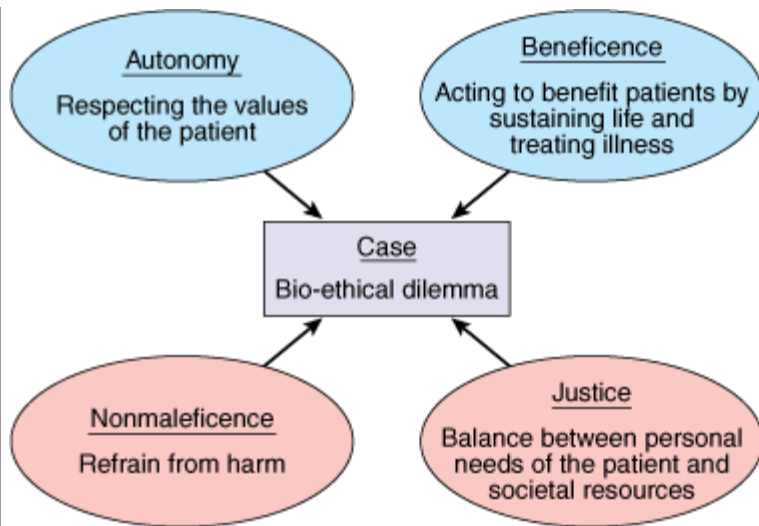 Autonomy
Respecting the values
of the patient
Beneficence
Acting to benefit patients by
sustaining life and
treating illness
Case
Bio-ethical dilemma
Nonmaleficence
Refrain from harm
Justice
Balance between personal
needs of the patient and
societal resources